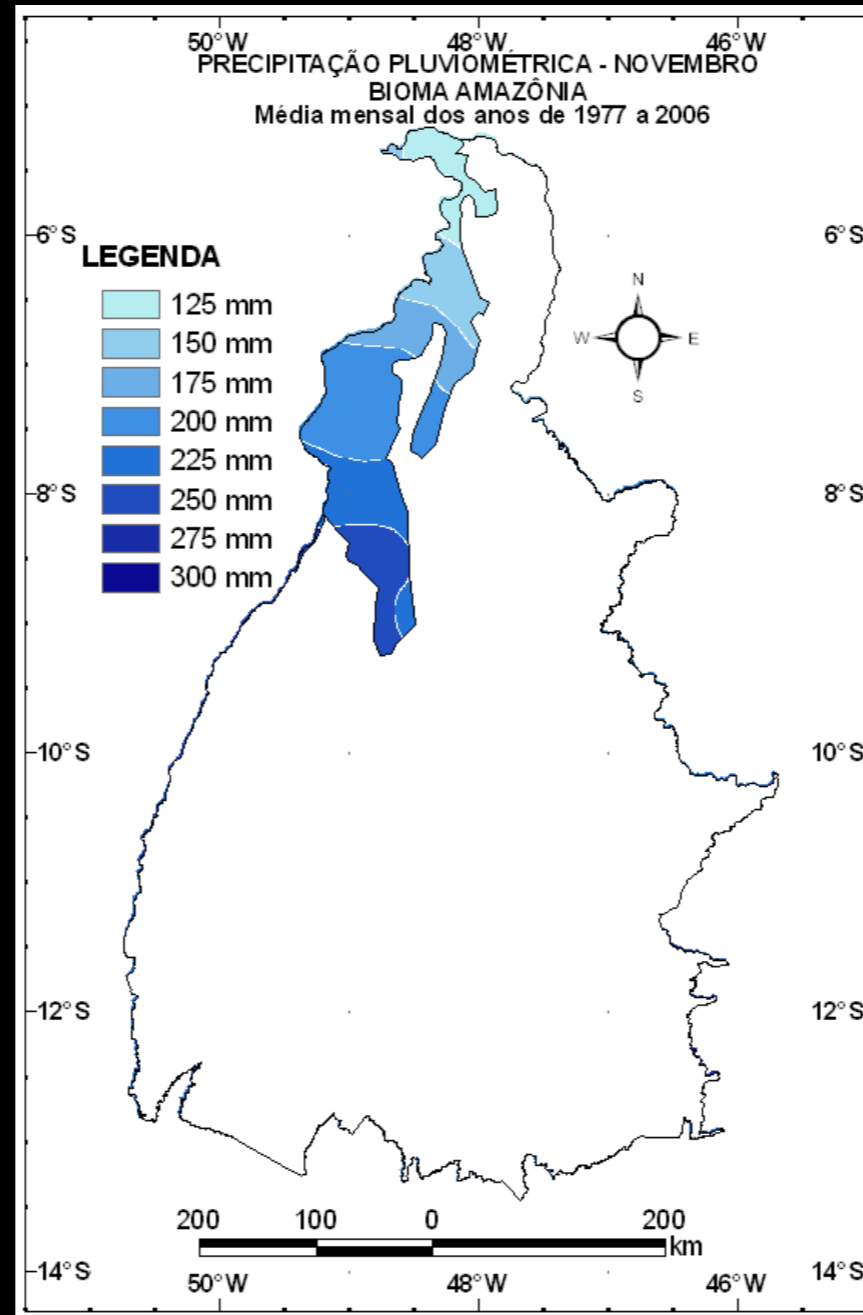 50°W 48°W 46°W
PRECIPITAÇÃO PLUVIOMÉTRICA - NOVEMBRO
BIOMA AMAZÔNIA
Média mensal dos anos de 1977 a 2006
6°S 6°S
LEGENDA
125 mm
150 mm
175 mm
200 mm
225 mm
250 mm
275 mm
300 mm
N
W E
S
8°S 8°S
10°S 10°S
12°S 12°S
200 100 0 200
km
14°S 14°S
50°W 48°W 46°W